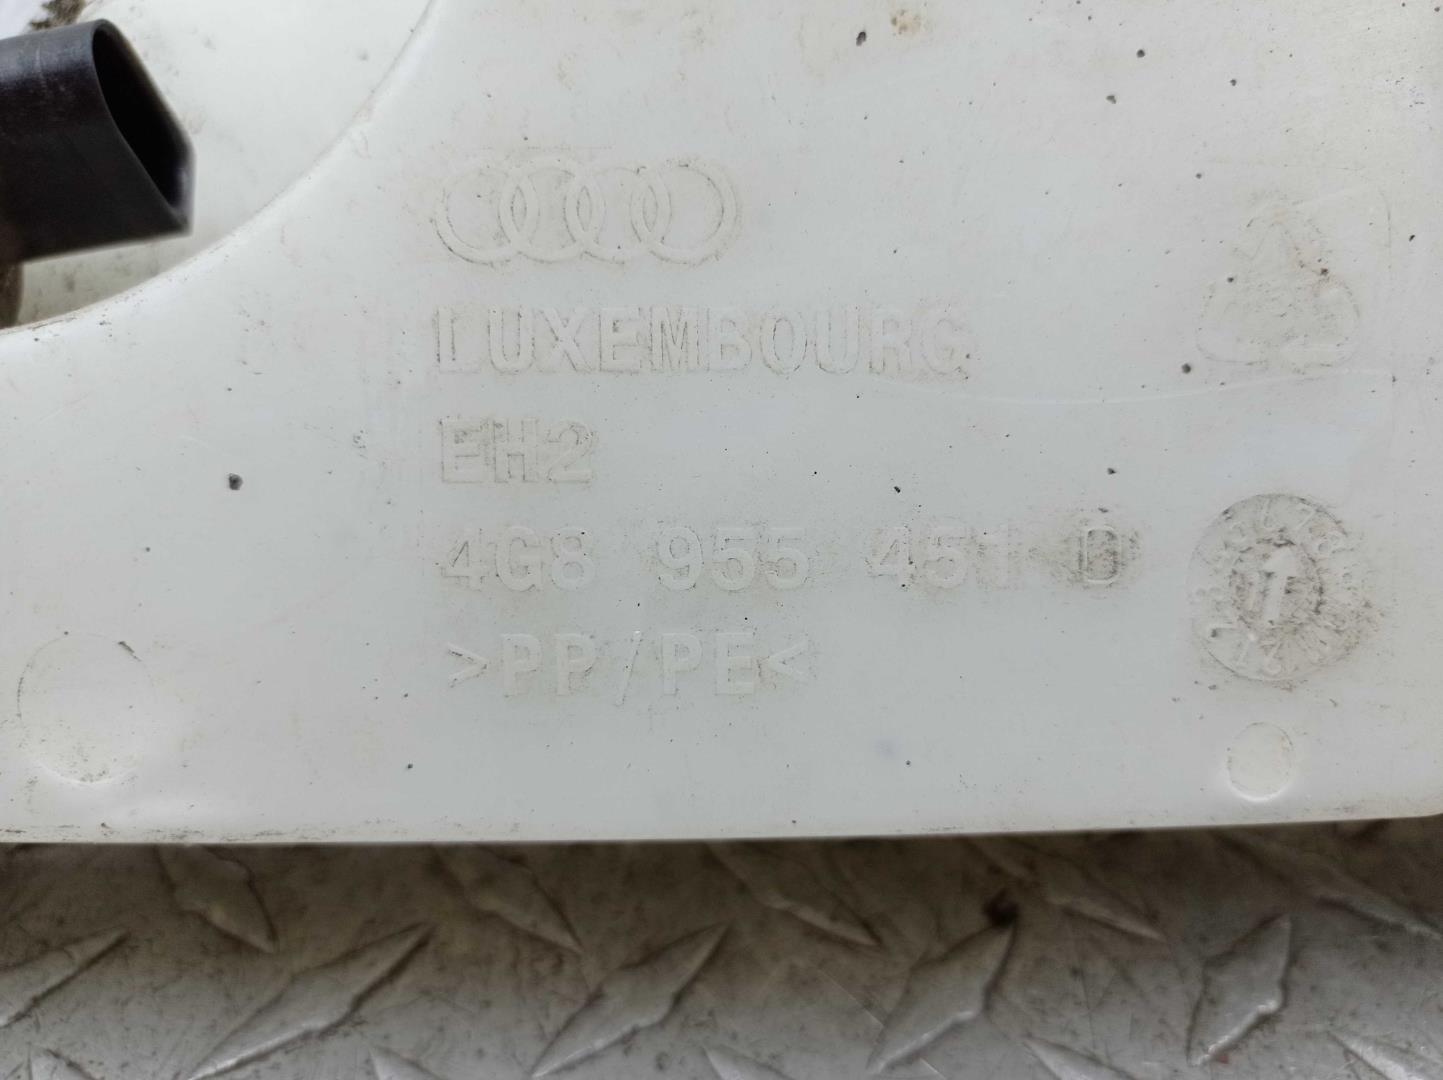 LUXEMBOURG
EH2
4G8 955 451 D
>PP/PE<